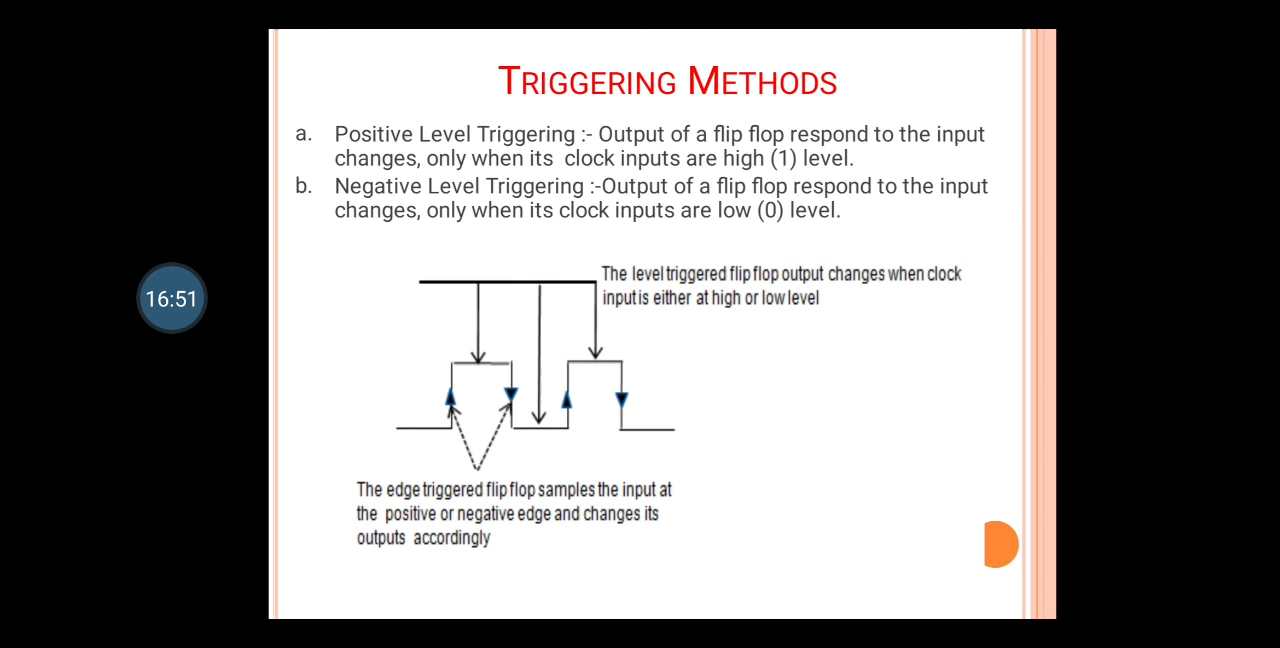 TRIGGERING METHODS
a. Positive Level Triggering :- Output of a flip flop respond to the input
changes, only when its clock inputs are high (1) level.
b. Negative Level Triggering :-Output of a flip flop respond to the input
changes, only when its clock inputs are low (0) level.
The level triggered flip flop output changes when clock
input is either at high or low level
16:51
The edge triggered flip flop samples the input at
the positive or negative edge and changes its
outputs accordingly